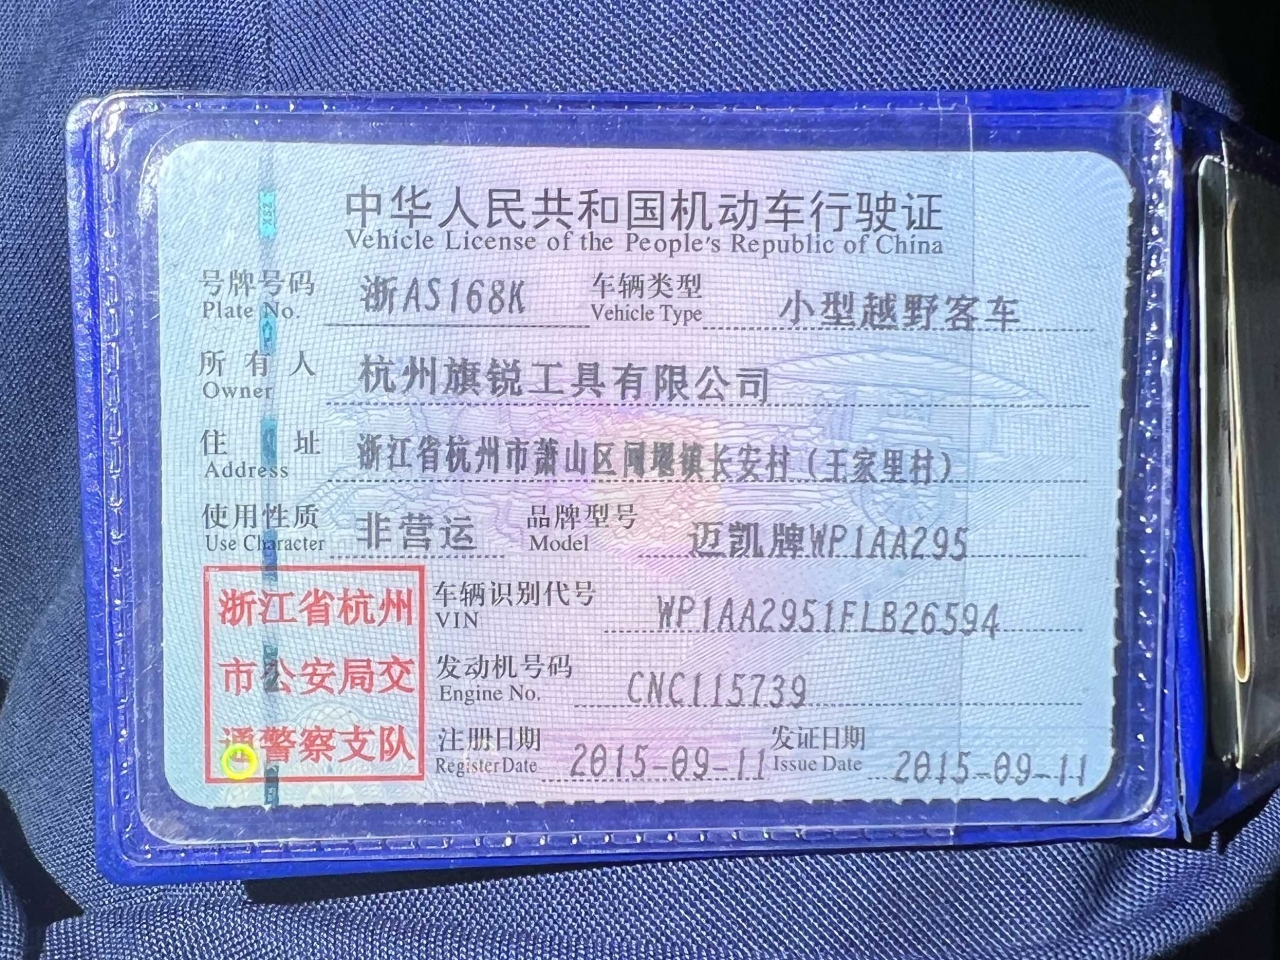 中华人民共和国机动车行驶证
Vehicle License of the People's Republic of China
号牌号码 浙AS168K 车辆类型 小型越野客车
Plate No. Vehicle Type
所有人 杭州旗锐工具有限公司
Owner
住址 浙江省杭州市萧山区闻堰镇长安村（王家里村）
Address
使用性质 非营运 品牌型号 迈凯牌WP1AA295
Use Character Model
浙江省杭州
市公安局交
通警察支队
车辆识别代号 WP1AA2951FLB26594
VIN
发动机号码 CNC115739
Engine No.
注册日期 2015-09-11 发证日期 2015-09-11
Register Date Issue Date